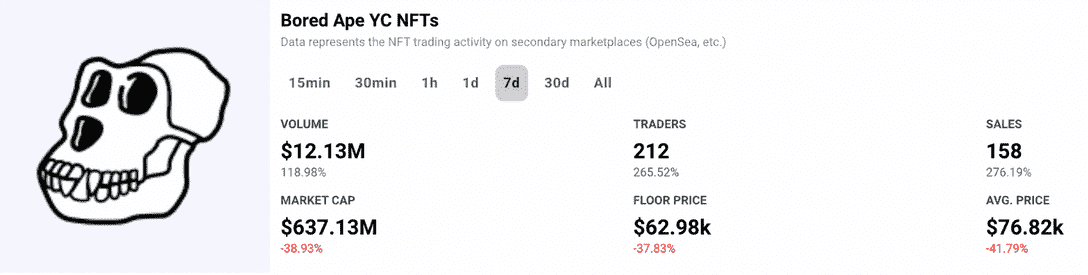 Bored Ape YC NFTs
Data represents the NFT trading activity on secondary marketplaces (OpenSea, etc.)
15min 30min 1h 1d 7d 30d All
VOLUME TRADERS SALES
$12.13M 212 158
118.98% 265.52% 276.19%
MARKET CAP FLOOR PRICE AVG. PRICE
$637.13M $62.98k $76.82k
-38.93% -37.83% -41.79%